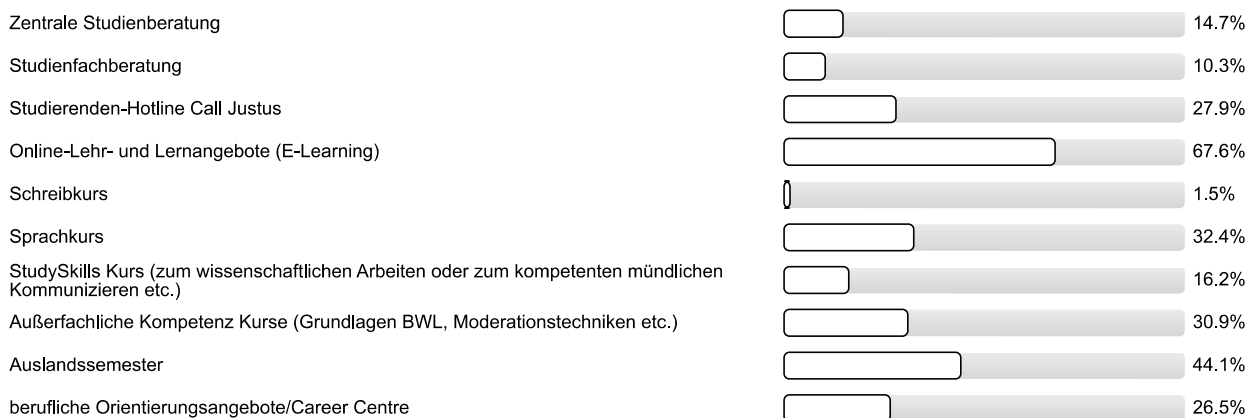 Zentrale Studienberatung 14.7%
Studienfachberatung 10.3%
Studierenden-Hotline Call Justus 27.9%
Online-Lehr- und Lernangebote (E-Learning) 67.6%
Schreibkurs 1.5%
Sprachkurs 32.4%
StudySkills Kurs (zum wissenschaftlichen Arbeiten oder zum kompetenten mündlichen
Kommunizieren etc.) 16.2%
Außerfachliche Kompetenz Kurse (Grundlagen BWL, Moderationstechniken etc.) 30.9%
Auslandssemester 44.1%
berufliche Orientierungsangebote/Career Centre 26.5%